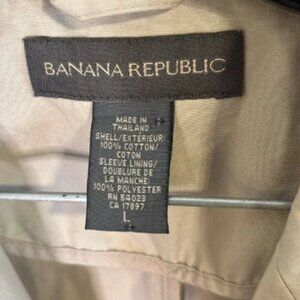 BANANA REPUBLIC
MADE IN
THAILAND
SHELL/EXTÉRIEUR:
100% COTTON/
COTON
SLEEVE LINING/
DOUBLURE DE
LA MANCHE:
100% POLYESTER
RN 54023
CA 17897
L